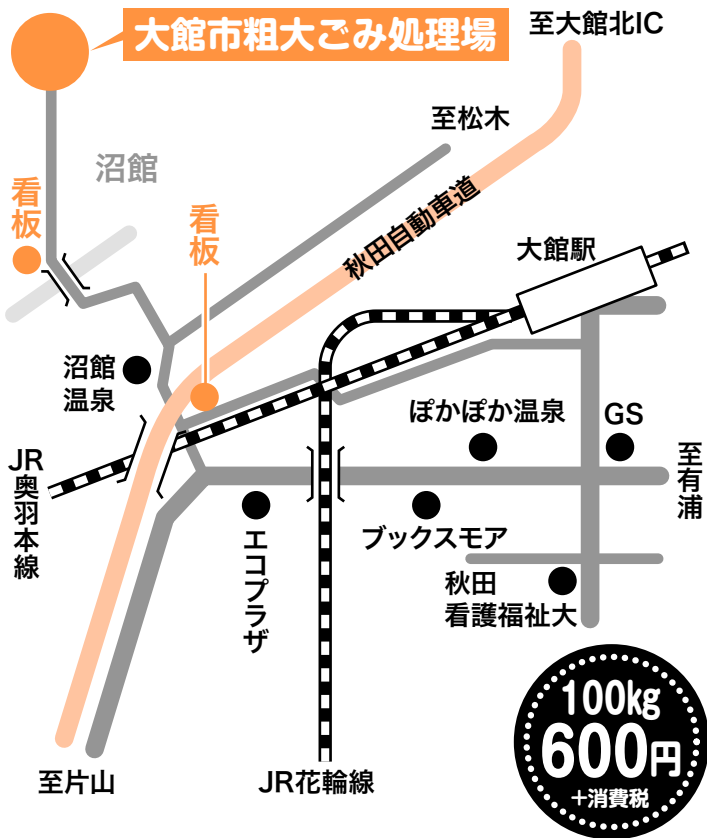 大館市粗大ごみ処理場
至大館北IC
至松木
沼館
看板
看板
秋田自動車道
大館駅
沼館
温泉
ぽかぽか温泉
GS
至有浦
JR奥羽本線
エコプラザ
ブックスモア
秋田
看護福祉大
至片山
JR花輪線
100kg
600円
+消費税